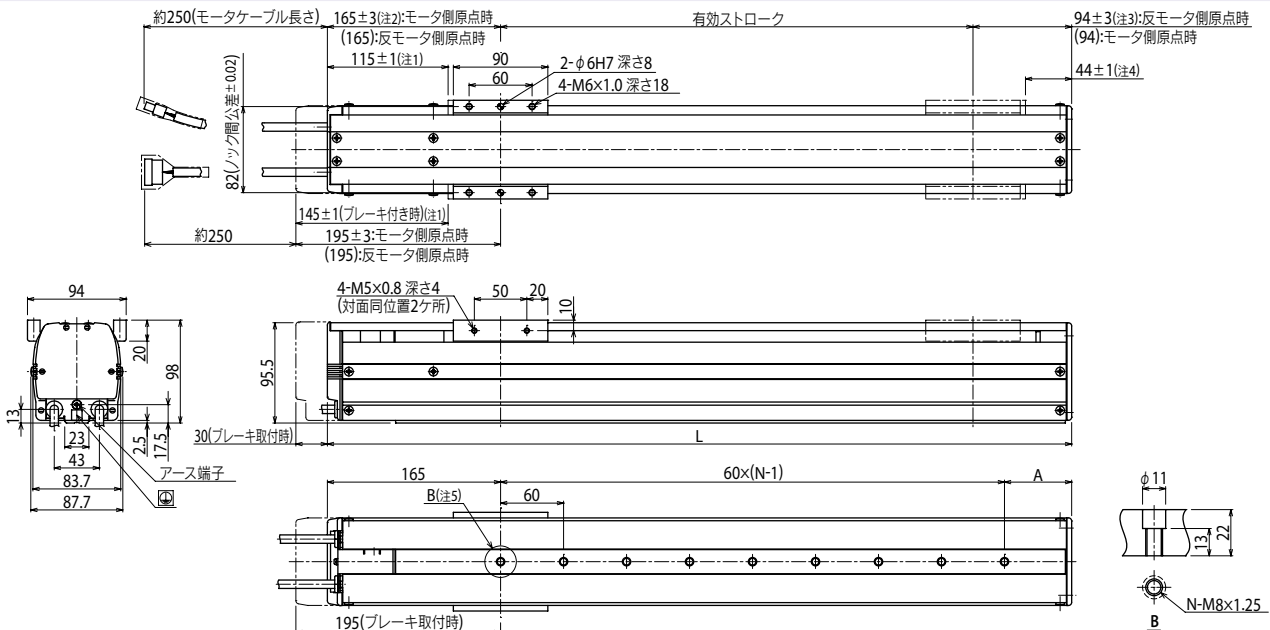 約250(モータケーブル長さ)
165±3(注2):モータ側原点時
(165):反モータ側原点時
有効ストローク
94±3(注3):反モータ側原点時
(94):モータ側原点時
115±1(注1)
90
60
2-φ6H7 深さ8
4-M6×1.0 深さ18
44±1(注4)
82(ノック間公差±0.02)
145±1(ブレーキ付き時)(注1)
約250
195±3:モータ側原点時
(195):反モータ側原点時
94
20
98
13
2.5
17.5
23
43
83.7
87.7
アース端子
4-M5×0.8 深さ4
(対面同位置2ケ所)
50
20
10
95.5
30(ブレーキ取付時)
L
165
60×(N-1)
A
B(注5)
60
195(ブレーキ取付時)
φ11
13
22
N-M8×1.25
B